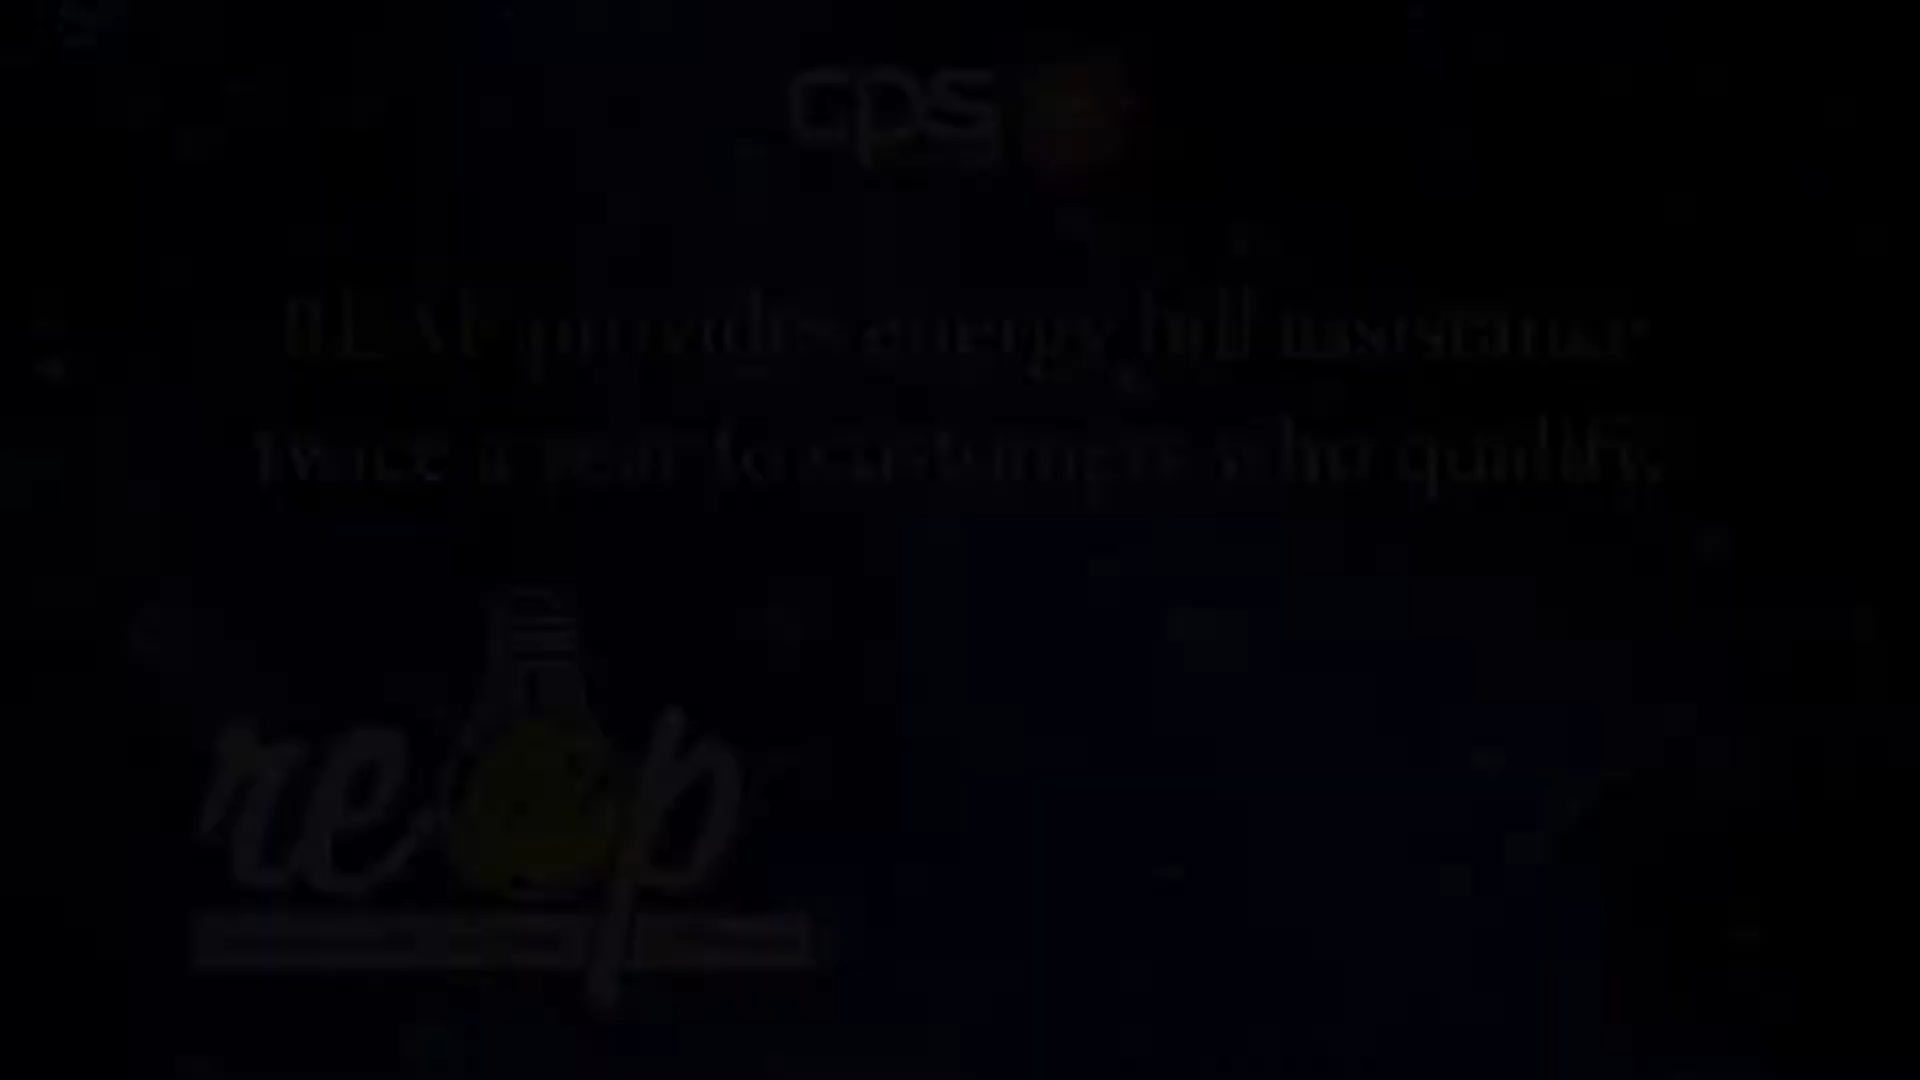 cps
REAP provides energy bill assistance
twice a year to customers who qualify.
reap